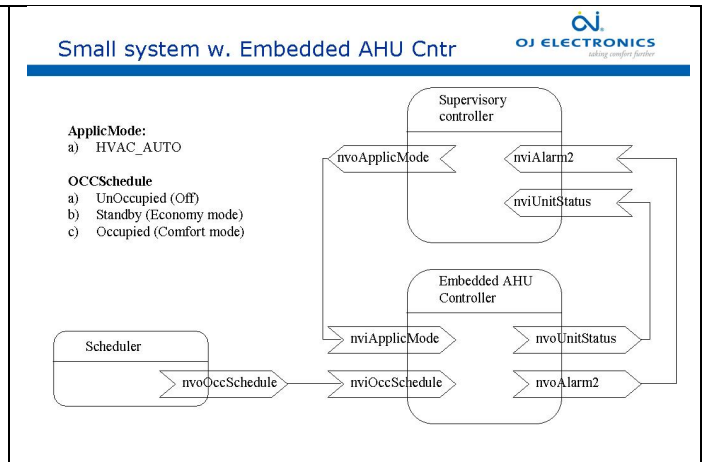 Small system w. Embedded AHU Cntr
OJ ELECTRONICS
taking comfort further
ApplicMode:
a) HVAC_AUTO
OCCSchedule
a) UnOccupied (Off)
b) Standby (Economy mode)
c) Occupied (Comfort mode)
Supervisory
controller
nvoApplicMode
nviAlarm2
nviUnitStatus
Embedded AHU
Controller
nviApplicMode
nvoUnitStatus
Scheduler
nvoOccSchedule
nviOccSchedule
nvoAlarm2